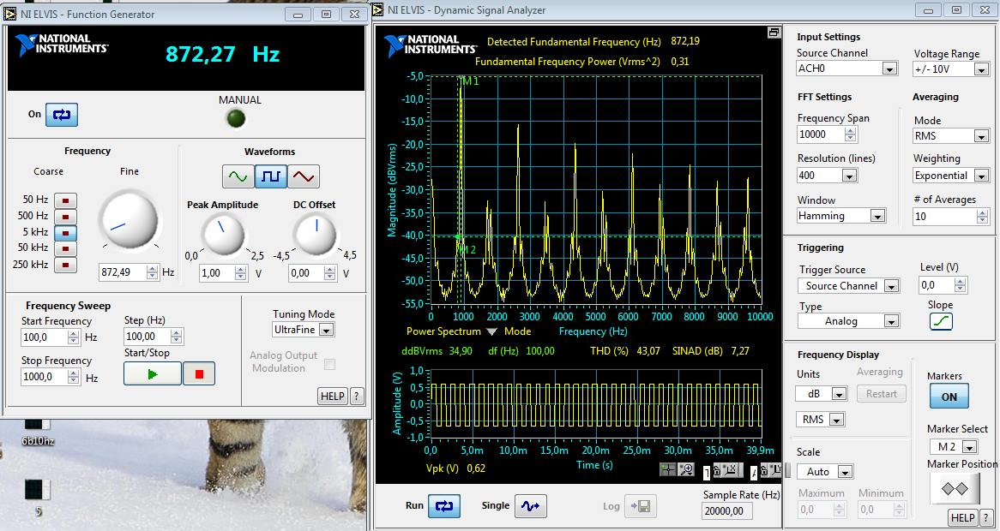 NI ELVIS - Function Generator
NATIONAL INSTRUMENTS™
872,27 Hz
On
MANUAL
Frequency
Coarse
Fine
50 Hz
500 Hz
5 kHz
50 kHz
250 kHz
872,49 Hz
Waveforms
Peak Amplitude
DC Offset
0,0 2,5
-4,5 4,5
1,00 V
0,00 V
Frequency Sweep
Start Frequency
100,0 Hz
Stop Frequency
1000,0 Hz
Step (Hz)
100,00
Start/Stop
Tuning Mode
UltraFine
Analog Output
Modulation
HELP ?
6b10hz
5
NI ELVIS - Dynamic Signal Analyzer
NATIONAL INSTRUMENTS™
Detected Fundamental Frequency (Hz) 872,19
Fundamental Frequency Power (Vrms^2) 0,31
Magnitude (dBVrms)
-5,0
-10,0
-15,0
-20,0
-25,0
-30,0
-35,0
-40,0
-45,0
-50,0
-55,0
M 1
M 2
0 1000 2000 3000 4000 5000 6000 7000 8000 9000 10000
Power Spectrum Mode Frequency (Hz)
ddBVrms 34,90 df (Hz) 100,00 THD (%) 43,07 SINAD (dB) 7,27
Amplitude (V)
1,0
0,5
0,0
-0,5
-1,0
0,0 5,0m 10,0m 15,0m 20,0m 25,0m 30,0m 35,0m 39,9m
Vpk (V) 0,62
Time (s)
Run
Single
Log
Sample Rate (Hz)
20000,00
Input Settings
Source Channel
ACH0
Voltage Range
+/- 10V
FFT Settings
Frequency Span
10000
Resolution (lines)
400
Window
Hamming
Averaging
Mode
RMS
Weighting
Exponential
# of Averages
10
Triggering
Trigger Source
Source Channel
Level (V)
0,0
Type
Analog
Slope
Frequency Display
Units
dB
RMS
Averaging
Restart
Markers
ON
Marker Select
M 2
Marker Position
Scale
Auto
Maximum
0,0
Minimum
0,0
HELP ?